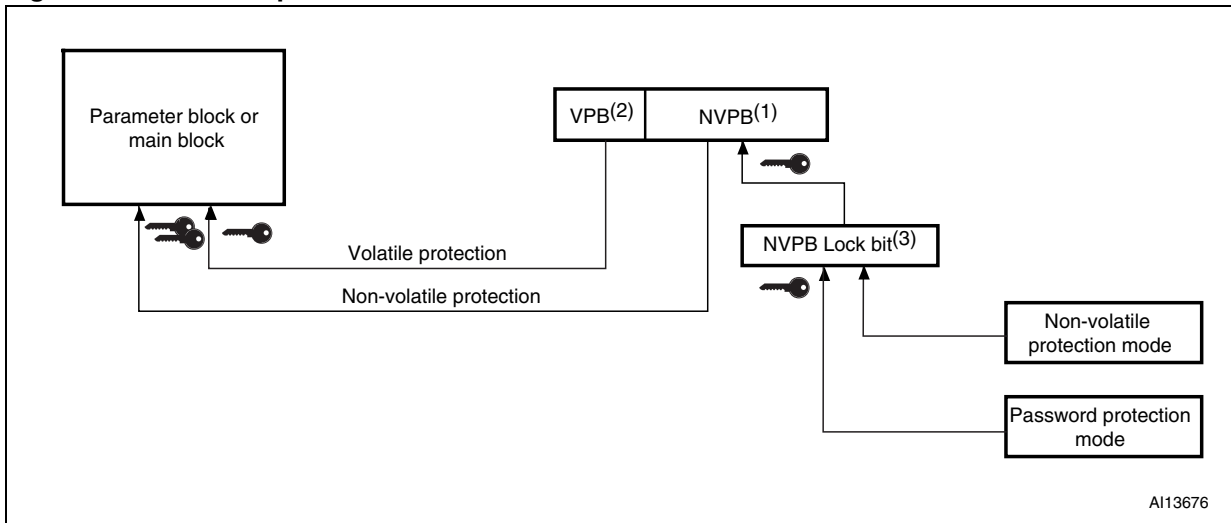 Parameter block or
main block
VPB(2)
NVPB(1)
NVPB Lock bit(3)
Volatile protection
Non-volatile protection
Non-volatile
protection mode
Password protection
mode
AI13676